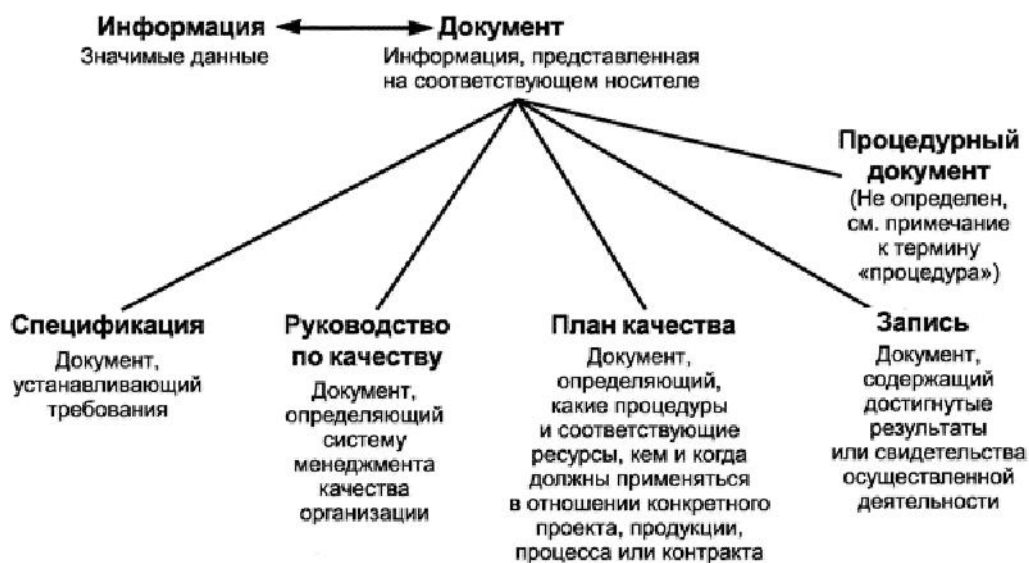 Информация
Значимые данные
Документ
Информация, представленная
на соответствующем носителе
Процедурный
документ
(Не определен,
см. примечание
к термину
«процедура»)
Спецификация
Документ,
устанавливающий
требования
Руководство
по качеству
Документ,
определяющий
систему
менеджмента
качества
организации
План качества
Документ,
определяющий,
какие процедуры
и соответствующие
ресурсы, кем и когда
должны применяться
в отношении конкретного
проекта, продукции,
процесса или контракта
Запись
Документ,
содержащий
достигнутые
результаты
или свидетельства
осуществленной
деятельности